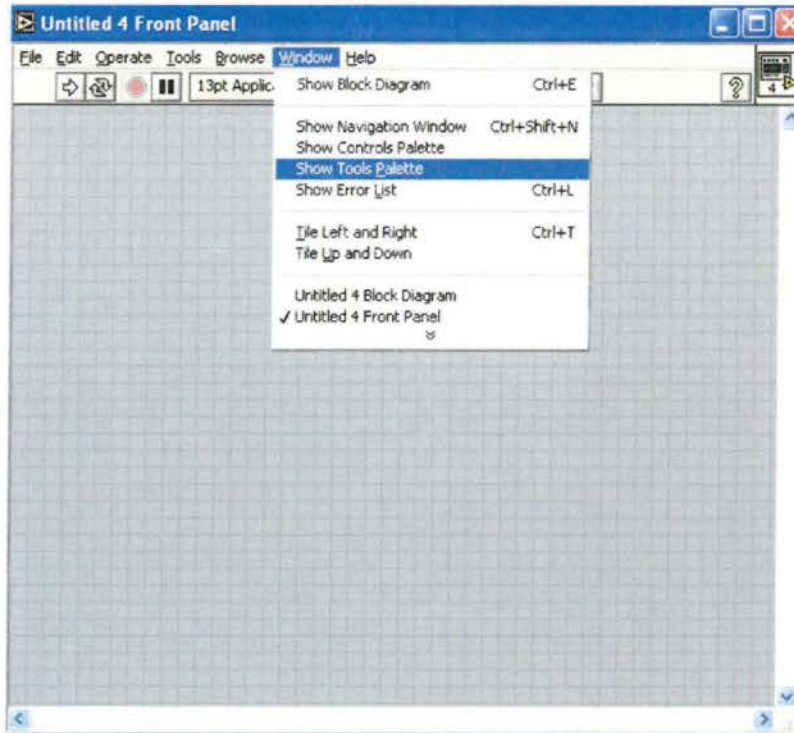 Untitled 4 Front Panel
File Edit Operate Tools Browse Window Help
13pt Applic
4
Show Block Diagram Ctrl+E
Show Navigation Window Ctrl+Shift+N
Show Controls Palette
Show Tools Palette
Show Error List Ctrl+L
Tile Left and Right Ctrl+T
Tile Up and Down
Untitled 4 Block Diagram
✓ Untitled 4 Front Panel